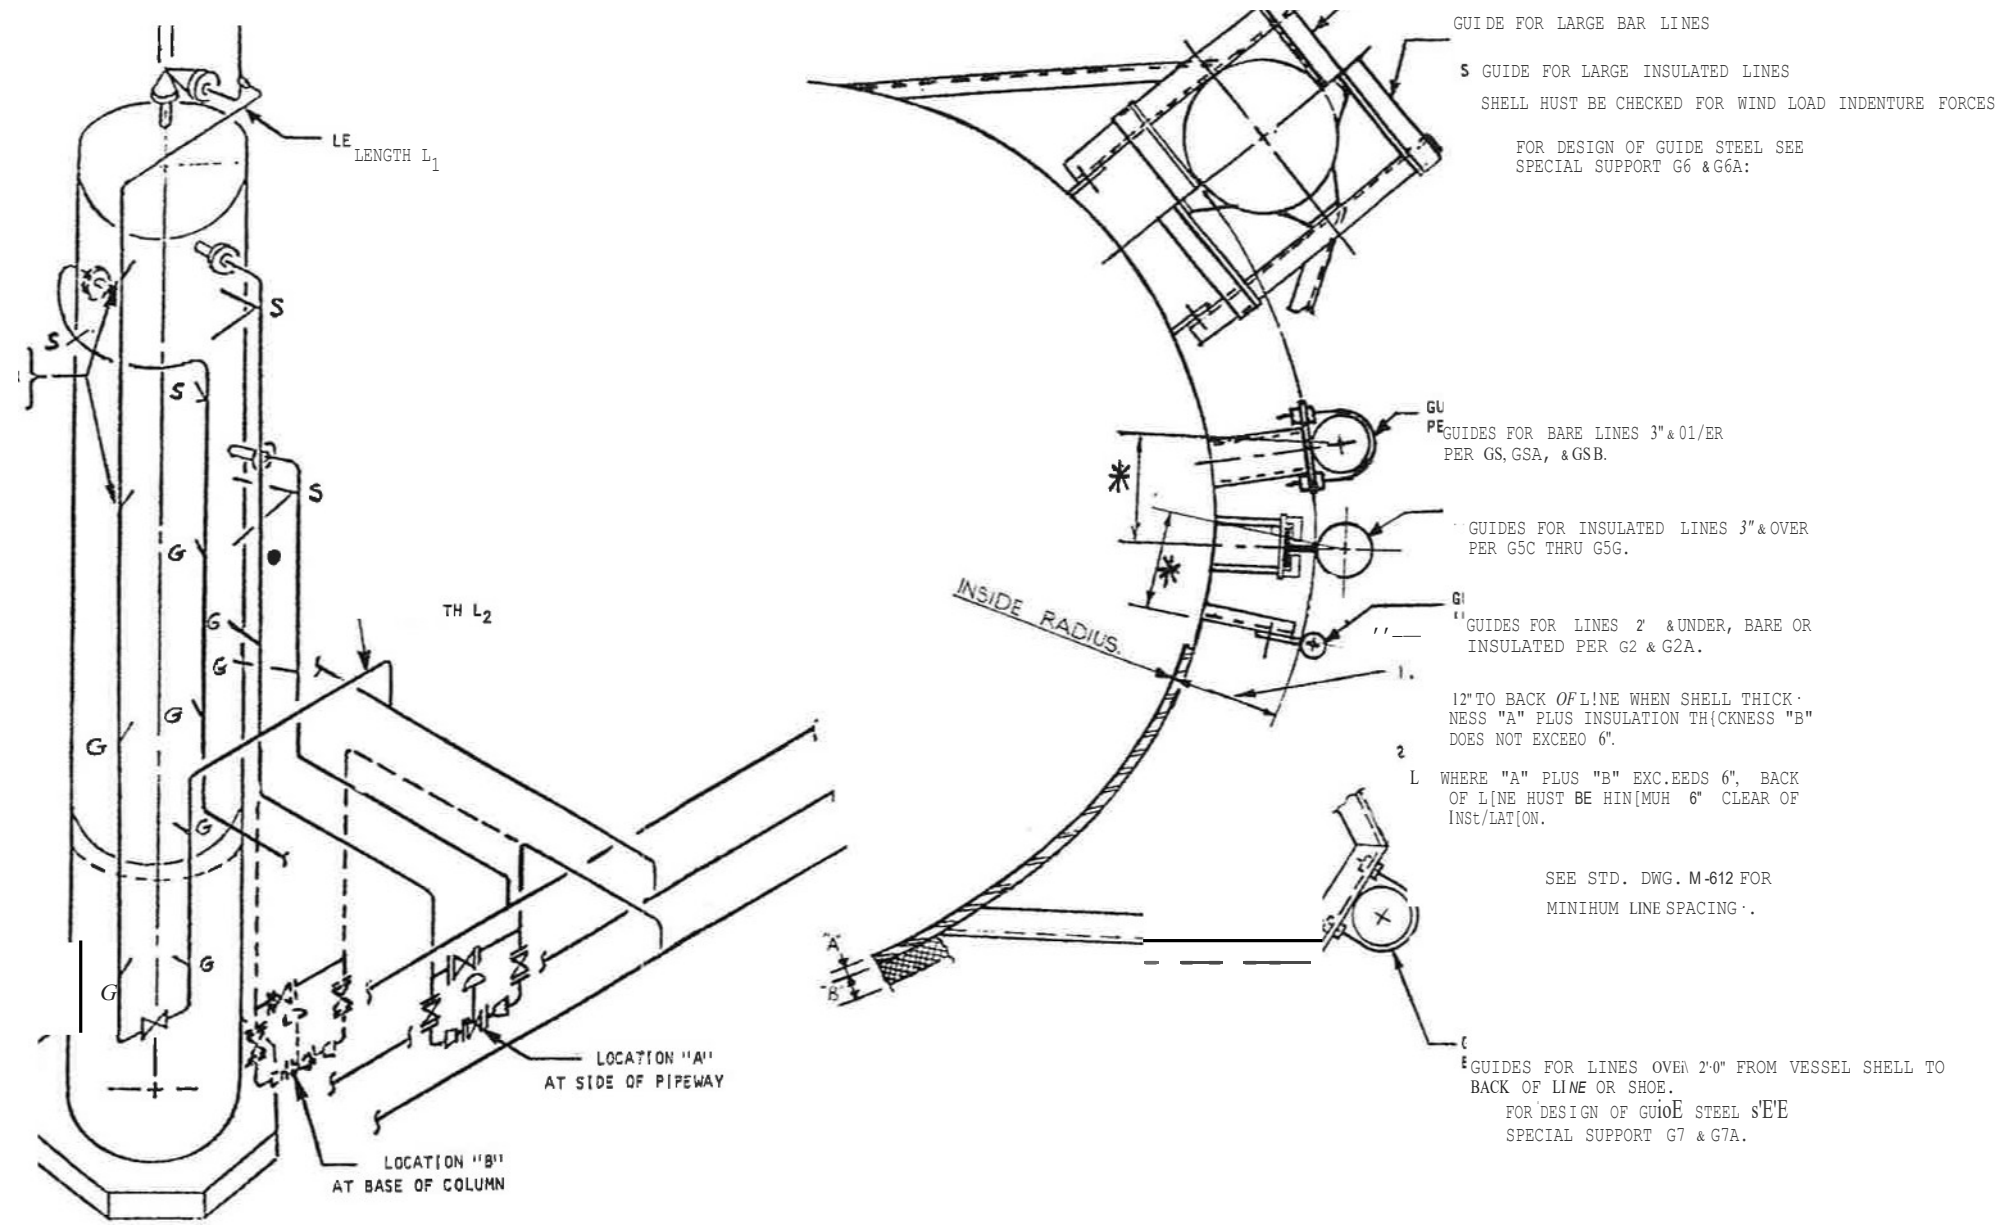 LE
LENGTH L1
S
S
S
S
G
G
G
G
G
G
G
G
TH L2
LOCATION "A"
AT SIDE OF PIPEWAY
LOCATION "B"
AT BASE OF COLUMN
GUIDE FOR LARGE BAR LINES
S GUIDE FOR LARGE INSULATED LINES
SHELL HUST BE CHECKED FOR WIND LOAD INDENTURE FORCES
FOR DESIGN OF GUIDE STEEL SEE
SPECIAL SUPPORT G6 & G6A:
GU
PE
GUIDES FOR BARE LINES 3" & 01/ER
PER GS, GSA, & GSB.
GUIDES FOR INSULATED LINES 3" & OVER
PER G5C THRU G5G.
INSIDE RADIUS.
GUIDES FOR LINES 2' & UNDER, BARE OR
INSULATED PER G2 & G2A.
1.
12" TO BACK OF L!NE WHEN SHELL THICK·
NESS "A" PLUS INSULATION TH{CKNESS "B"
DOES NOT EXCEEO 6".
2
L WHERE "A" PLUS "B" EXC.EEDS 6", BACK
OF L[NE HUST BE HIN[MUH 6" CLEAR OF
INSt/LAT[ON.
SEE STD. DWG. M-612 FOR
MINIHUM LINE SPACING·.
"A"
"B"
GUIDES FOR LINES OVEi\ 2'·0" FROM VESSEL SHELL TO
BACK OF LINE OR SHOE.
FOR DESIGN OF GUioE STEEL s'E'E
SPECIAL SUPPORT G7 & G7A.